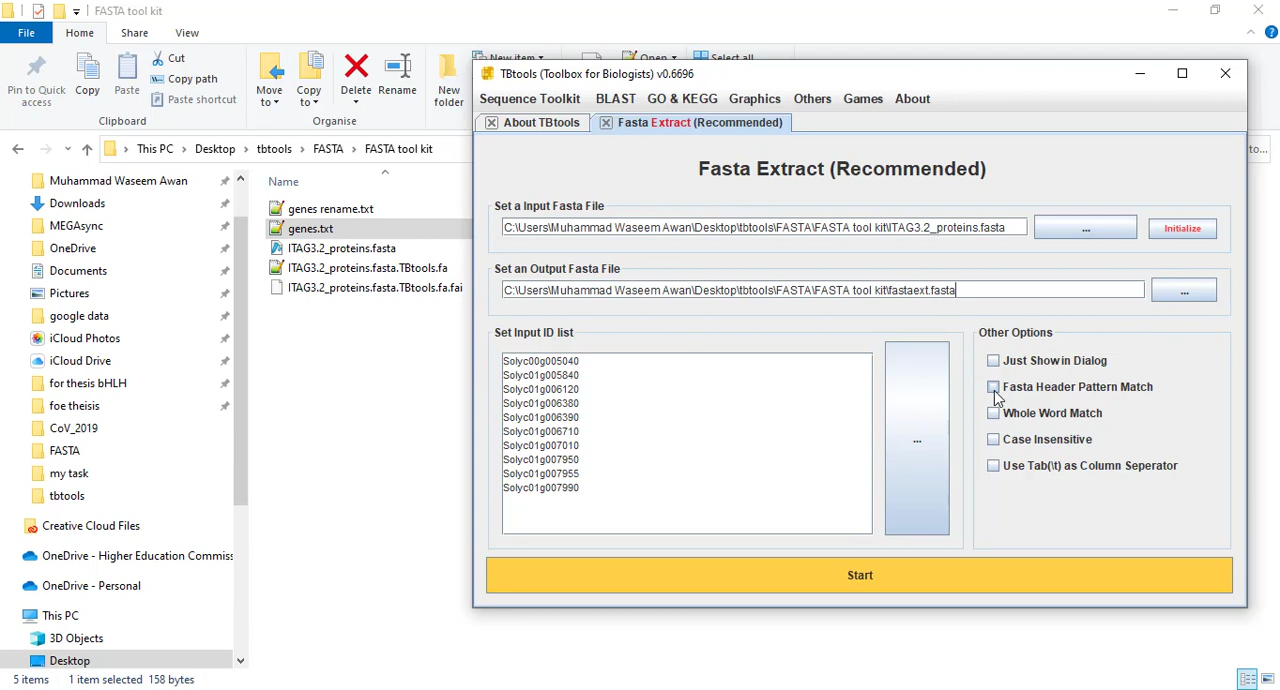 FASTA tool kit
File
Home
Share
View
Pin to Quick access
Copy
Paste
Cut
Copy path
Paste shortcut
Clipboard
Move to
Copy to
Delete
Rename
Organise
New folder
New item
Open
Select all
This PC > Desktop > tbtools > FASTA > FASTA tool kit
to...
Muhammad Waseem Awan
Downloads
MEGAsync
OneDrive
Documents
Pictures
google data
iCloud Photos
iCloud Drive
for thesis bHLH
foe theisis
CoV_2019
FASTA
my task
tbtools
Creative Cloud Files
OneDrive - Higher Education Commiss
OneDrive - Personal
This PC
3D Objects
Desktop
Name
genes rename.txt
genes.txt
ITAG3.2_proteins.fasta
ITAG3.2_proteins.fasta.TBtools.fa
ITAG3.2_proteins.fasta.TBtools.fa.fai
5 items 1 item selected 158 bytes
TBtools (Toolbox for Biologists) v0.6696
Sequence Toolkit BLAST GO & KEGG Graphics Others Games About
About TBtools
Fasta Extract (Recommended)
Fasta Extract (Recommended)
Set a Input Fasta File
C:\Users\Muhammad Waseem Awan\Desktop\tbtools\FASTA\FASTA tool kit\ITAG3.2_proteins.fasta
...
Initialize
Set an Output Fasta File
C:\Users\Muhammad Waseem Awan\Desktop\tbtools\FASTA\FASTA tool kit\fastaext.fasta
...
Set Input ID list
Solyc00g005040
Solyc01g005840
Solyc01g006120
Solyc01g006380
Solyc01g006390
Solyc01g006710
Solyc01g007010
Solyc01g007950
Solyc01g007955
Solyc01g007990
...
Other Options
Just Show in Dialog
Fasta Header Pattern Match
Whole Word Match
Case Insensitive
Use Tab(\t) as Column Seperator
Start